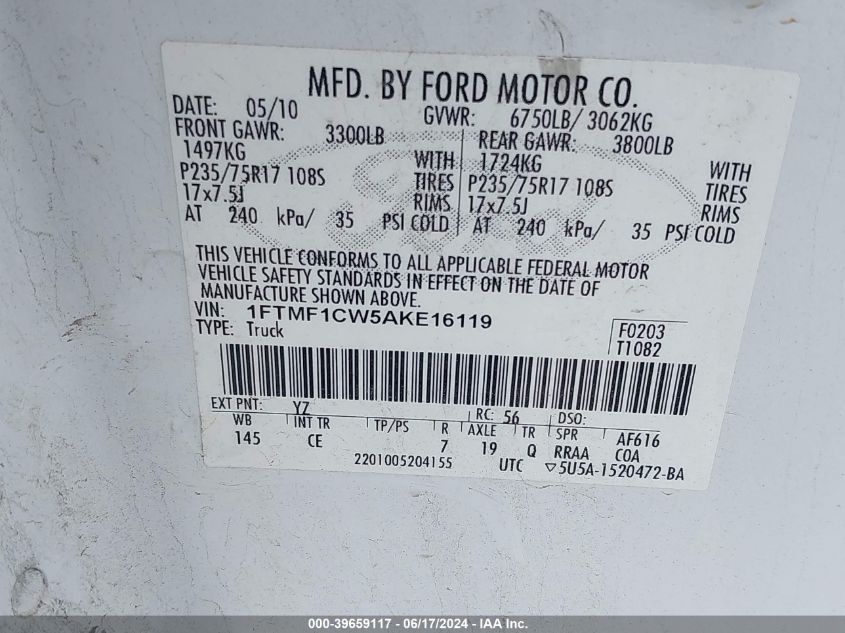 MFD. BY FORD MOTOR CO.
DATE: 05/10 GVWR: 6750LB/ 3062KG
FRONT GAWR: 3300LB REAR GAWR: 3800LB
1497KG WITH 1724KG WITH
P235/75R17 108S TIRES P235/75R17 108S TIRES
17x7.5J RIMS 17x7.5J RIMS
AT 240 kPa/ 35 PSI COLD AT 240 kPa/ 35 PSI COLD
THIS VEHICLE CONFORMS TO ALL APPLICABLE FEDERAL MOTOR
VEHICLE SAFETY STANDARDS IN EFFECT ON THE DATE OF
MANUFACTURE SHOWN ABOVE.
VIN: 1FTMF1CW5AKE16119 F0203
TYPE: Truck T1082
EXT PNT: YZ RC: 56 DSO:
WB INT TR TP/PS R AXLE TR SPR AF616
145 CE 7 19 Q RRAA COA
2201005204155 UTC ▽5U5A-1520472-BA
000-39659117 - 06/17/2024 - IAA Inc.